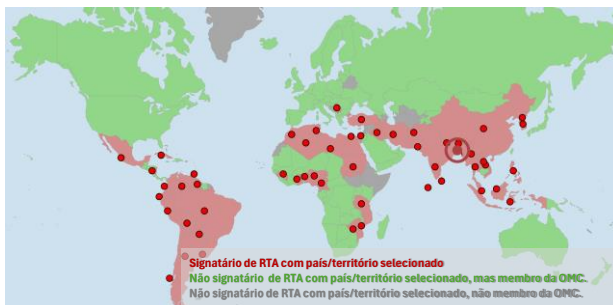 Signatário de RTA com país/território selecionado
Não signatário de RTA com país/território selecionado, mas membro da OMC.
Não signatário de RTA com país/território selecionado, não membro da OMC.